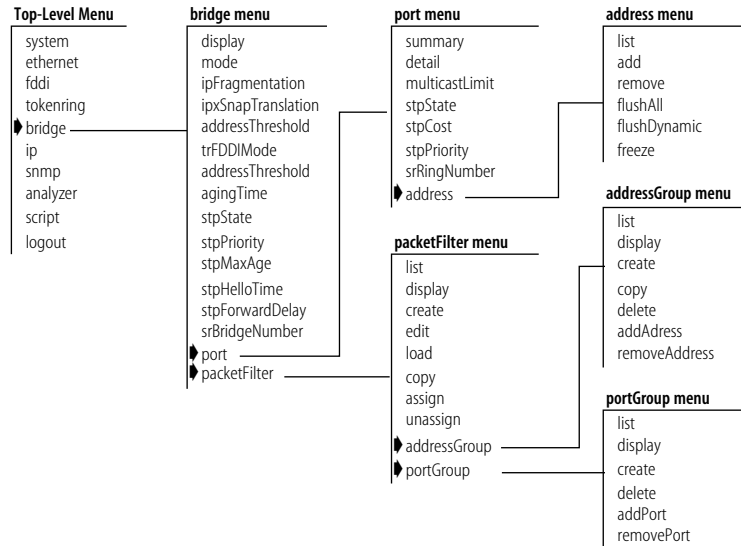 Top-Level Menu
system
ethernet
fddi
tokenring
bridge
ip
snmp
analyzer
script
logout
bridge menu
display
mode
ipFragmentation
ipxSnapTranslation
addressThreshold
trFDDIMode
addressThreshold
agingTime
stpState
stpPriority
stpMaxAge
stpHelloTime
stpForwardDelay
srBridgeNumber
port
packetFilter
port menu
summary
detail
multicastLimit
stpState
stpCost
stpPriority
srRingNumber
address
packetFilter menu
list
display
create
edit
load
copy
assign
unassign
addressGroup
portGroup
address menu
list
add
remove
flushAll
flushDynamic
freeze
addressGroup menu
list
display
create
copy
delete
addAdress
removeAddress
portGroup menu
list
display
create
delete
addPort
removePort